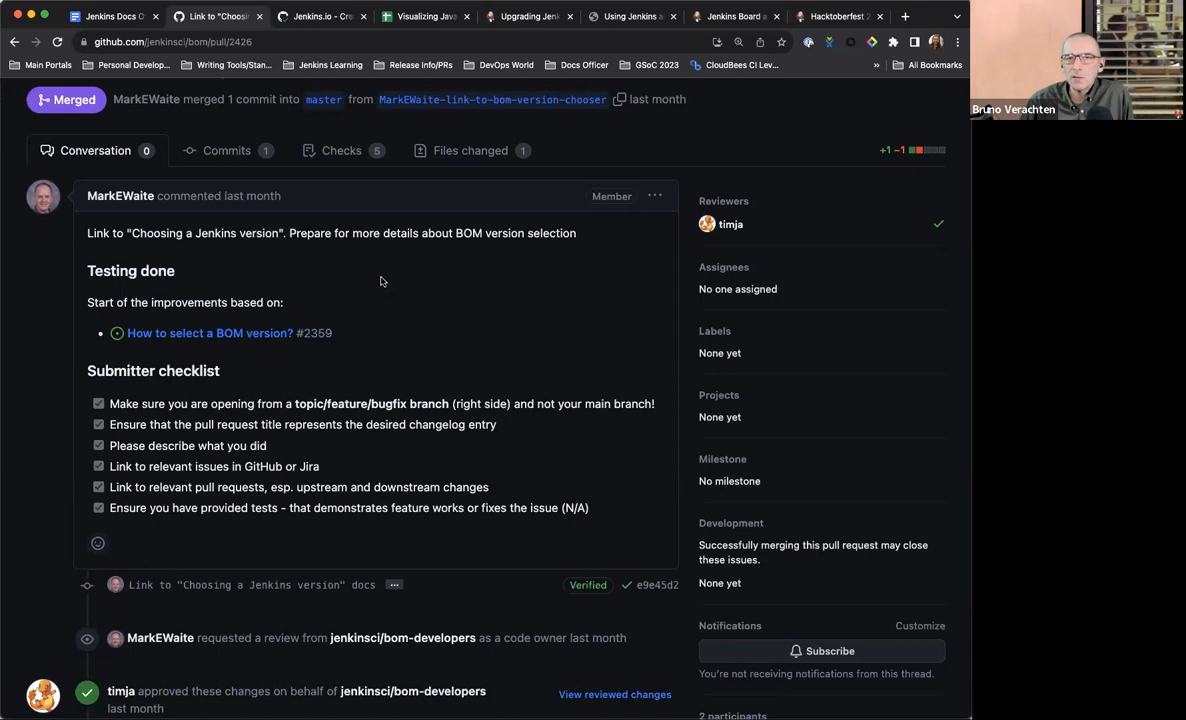 Jenkins Docs O
Link to "Choosi
Jenkins.io - Cro
Visualizing Java
Upgrading Jenk
Using Jenkins a
Jenkins Board a
Hacktoberfest 2
github.com/jenkinsci/bom/pull/2426
Main Portals
Personal Develop...
Writing Tools/Stan...
Jenkins Learning
Release Info/PRs
DevOps World
Docs Officer
GSoC 2023
CloudBees CI Lev...
»
All Bookmarks
Bruno Verachten
Merged
MarkEWaite merged 1 commit into master from MarkEWaite-link-to-bom-version-chooser last month
Conversation 0
Commits 1
Checks 5
Files changed 1
+1 −1
MarkEWaite commented last month
Member
Link to "Choosing a Jenkins version". Prepare for more details about BOM version selection
Testing done
Start of the improvements based on:
How to select a BOM version? #2359
Submitter checklist
Make sure you are opening from a topic/feature/bugfix branch (right side) and not your main branch!
Ensure that the pull request title represents the desired changelog entry
Please describe what you did
Link to relevant issues in GitHub or Jira
Link to relevant pull requests, esp. upstream and downstream changes
Ensure you have provided tests - that demonstrates feature works or fixes the issue (N/A)
Link to "Choosing a Jenkins version" docs
Verified
e9e45d2
MarkEWaite requested a review from jenkinsci/bom-developers as a code owner last month
timja approved these changes on behalf of jenkinsci/bom-developers
last month
View reviewed changes
Reviewers
timja
Assignees
No one assigned
Labels
None yet
Projects
None yet
Milestone
No milestone
Development
Successfully merging this pull request may close
these issues.
None yet
Notifications
Customize
Subscribe
You're not receiving notifications from this thread.
2 participants